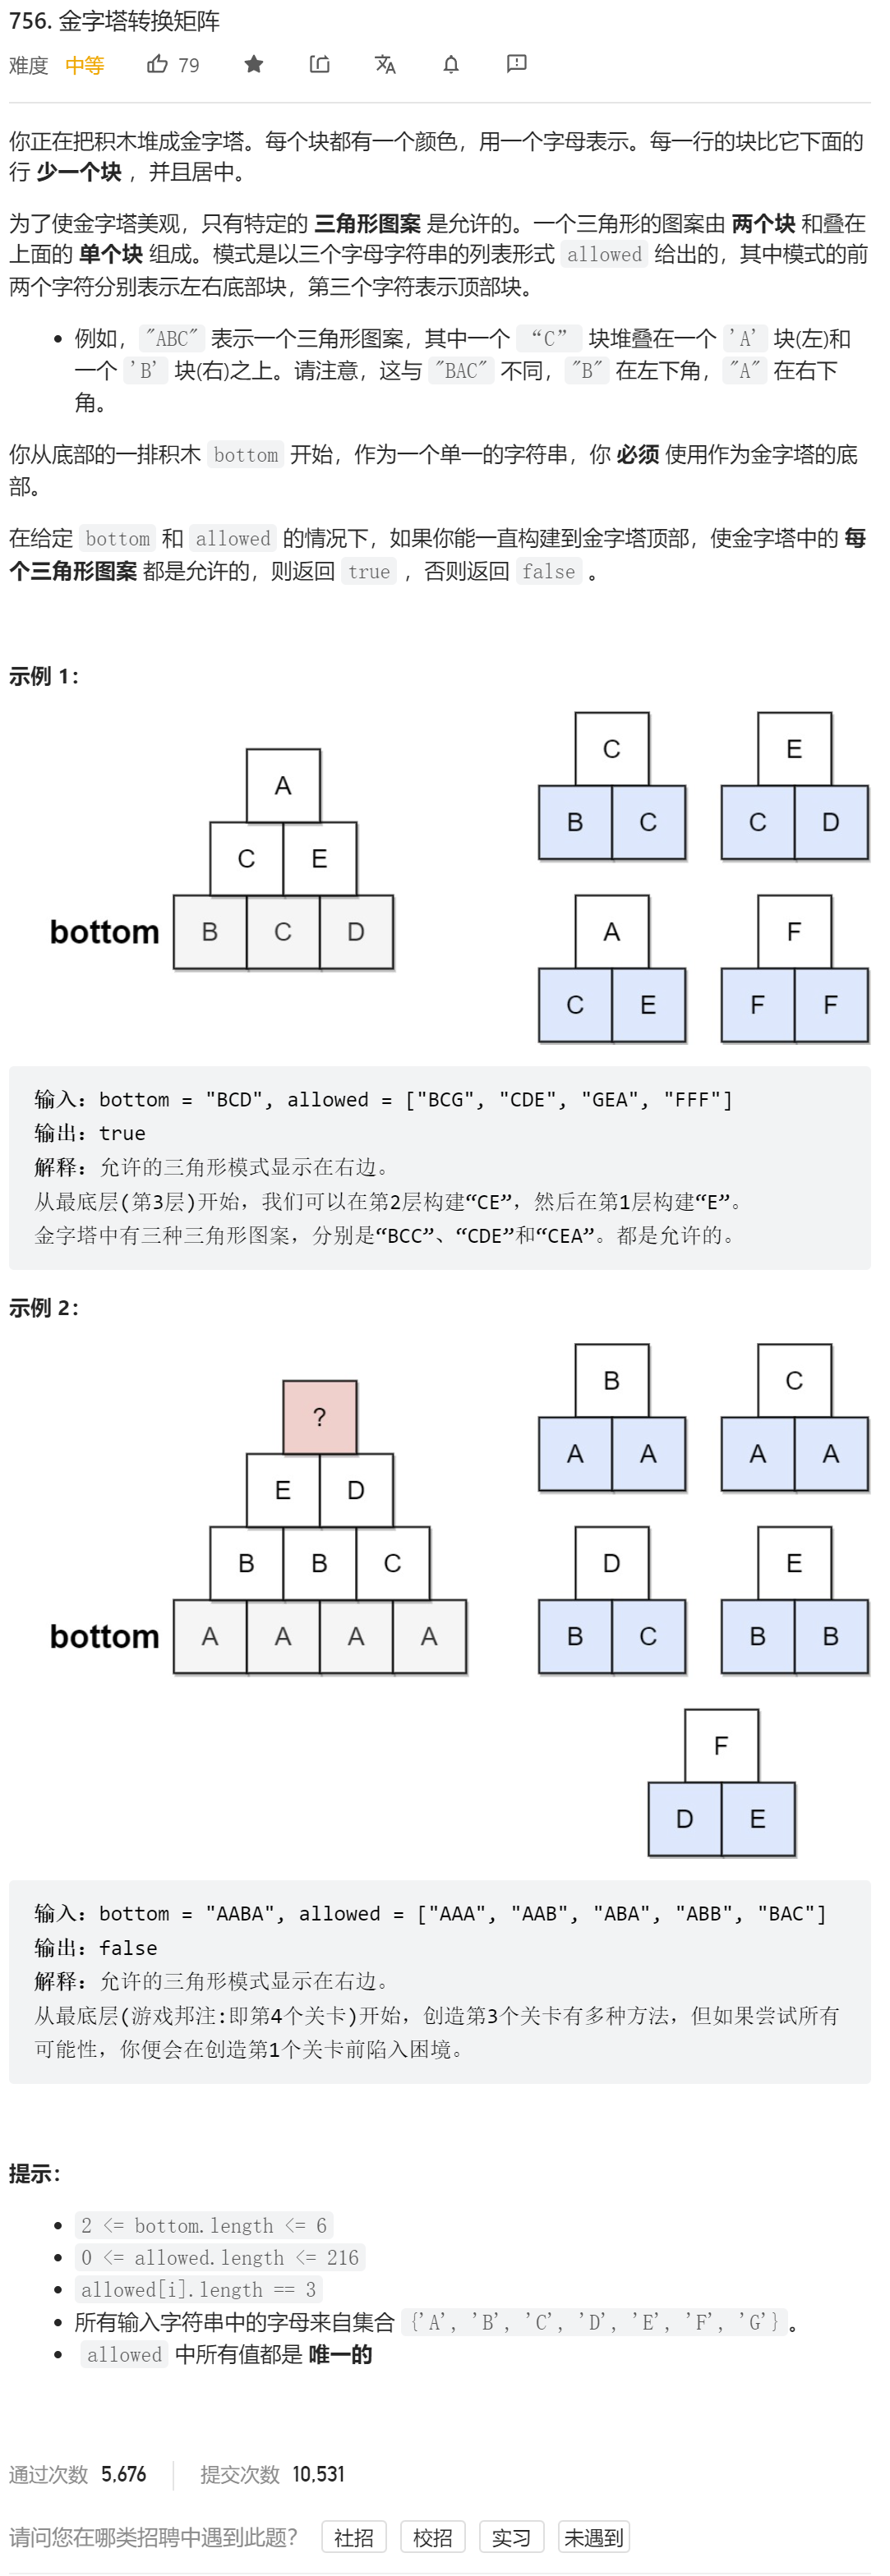 756. 金字塔转换矩阵
难度 中等 79
你正在把积木堆成金字塔。每个块都有一个颜色，用一个字母表示。每一行的块比它下面的
行 少一个块 ，并且居中。
为了使金字塔美观，只有特定的 三角形图案 是允许的。一个三角形的图案由 两个块 和叠在
上面的 单个块 组成。模式是以三个字母字符串的列表形式 allowed 给出的，其中模式的前
两个字符分别表示左右底部块，第三个字符表示顶部块。
• 例如，"ABC" 表示一个三角形图案，其中一个 “C” 块堆叠在一个 'A' 块(左)和
一个 'B' 块(右)之上。请注意，这与 "BAC" 不同，"B" 在左下角，"A" 在右下
角。
你从底部的一排积木 bottom 开始，作为一个单一的字符串，你 必须 使用作为金字塔的底
部。
在给定 bottom 和 allowed 的情况下，如果你能一直构建到金字塔顶部，使金字塔中的 每
个三角形图案 都是允许的，则返回 true ，否则返回 false 。
示例 1：
A
C E
bottom B C D
C E
B C C D
A F
C E F F
输入：bottom = "BCD", allowed = ["BCG", "CDE", "GEA", "FFF"]
输出：true
解释：允许的三角形模式显示在右边。
从最底层(第3层)开始，我们可以在第2层构建“CE”，然后在第1层构建“E”。
金字塔中有三种三角形图案，分别是“BCC”、“CDE”和“CEA”。都是允许的。
示例 2：
?
E D
B B C
bottom A A A A
B C
A A A A
D E
B C B B
F
D E
输入：bottom = "AABA", allowed = ["AAA", "AAB", "ABA", "ABB", "BAC"]
输出：false
解释：允许的三角形模式显示在右边。
从最底层(游戏邦注:即第4个关卡)开始，创造第3个关卡有多种方法，但如果尝试所有
可能性，你便会在创造第1个关卡前陷入困境。
提示：
• 2 <= bottom.length <= 6
• 0 <= allowed.length <= 216
• allowed[i].length == 3
• 所有输入字符串中的字母来自集合 {'A', 'B', 'C', 'D', 'E', 'F', 'G'} 。
• allowed 中所有值都是 唯一的
通过次数 5,676 提交次数 10,531
请问您在哪类招聘中遇到此题？ 社招 校招 实习 未遇到